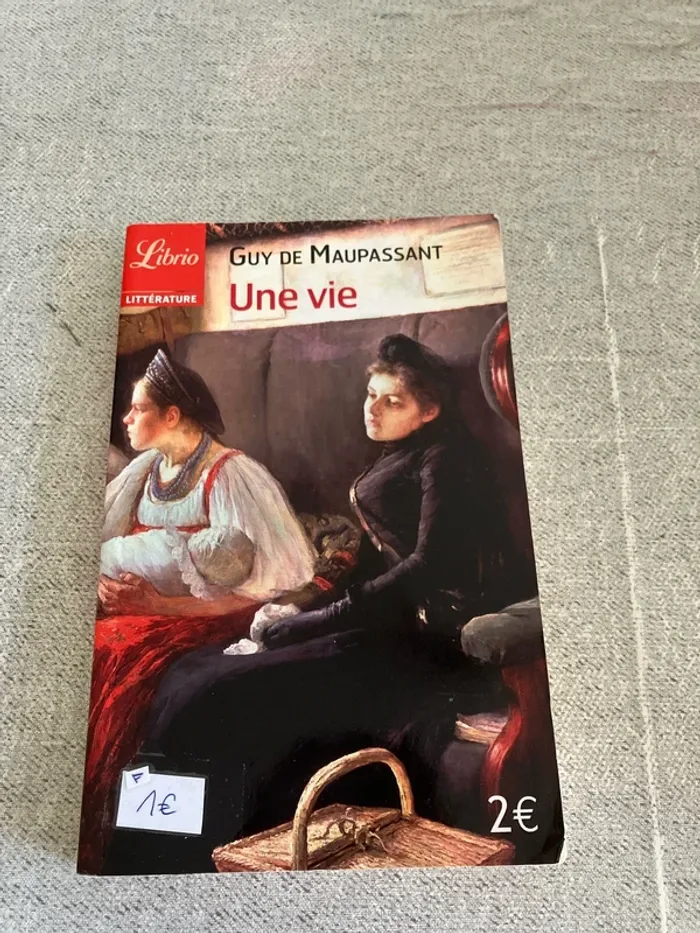 Librio
LITTÉRATURE
GUY DE MAUPASSANT
Une vie
1€
2€